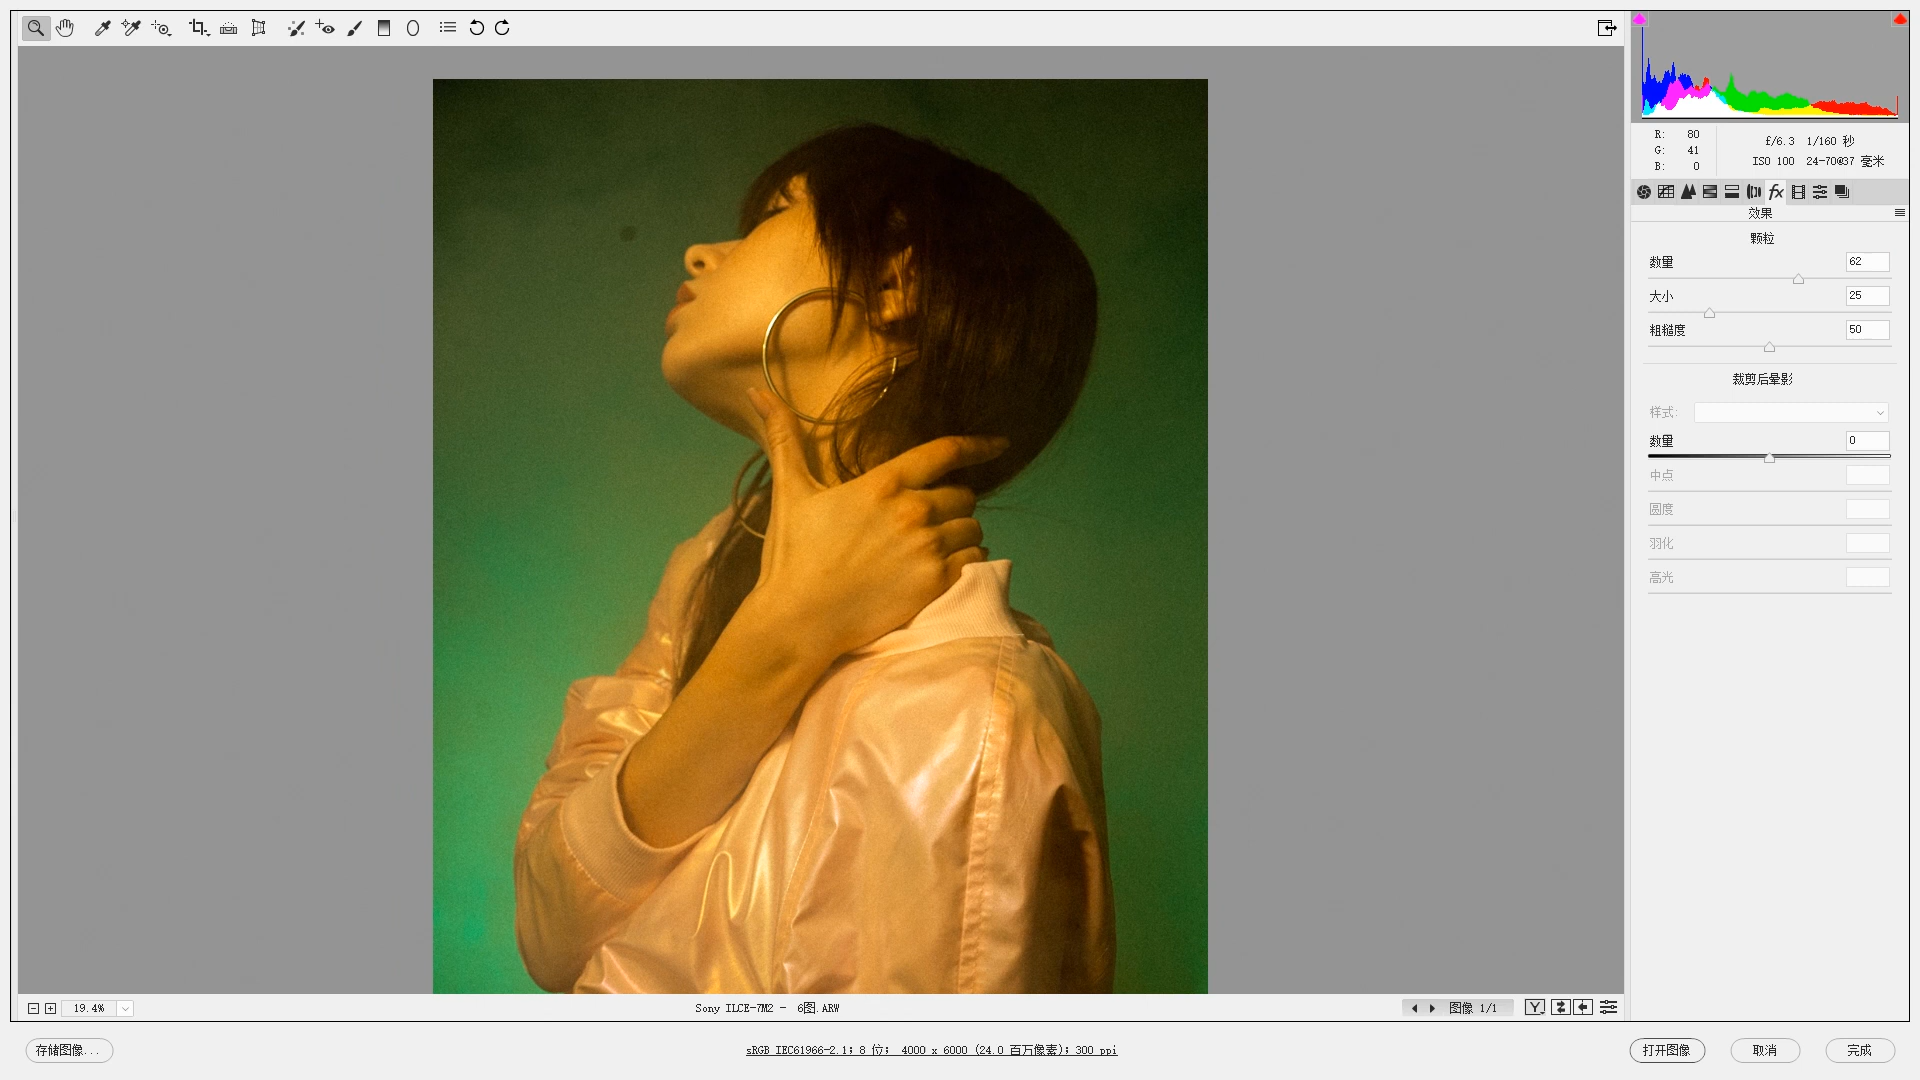 R: 80
G: 41
B: 0
f/6.3 1/160 秒
ISO 100 24-70@37 毫米
fx
效果
颗粒
数量 62
大小 25
粗糙度 50
裁剪后晕影
样式:
数量 0
中点
圆度
羽化
高光
19.4%
Sony ILCE-7M2 - 6图.ARW
图像 1/1
Y
存储图像...
sRGB IEC61966-2.1; 8 位; 4000 x 6000 (24.0 百万像素); 300 ppi
打开图像
取消
完成